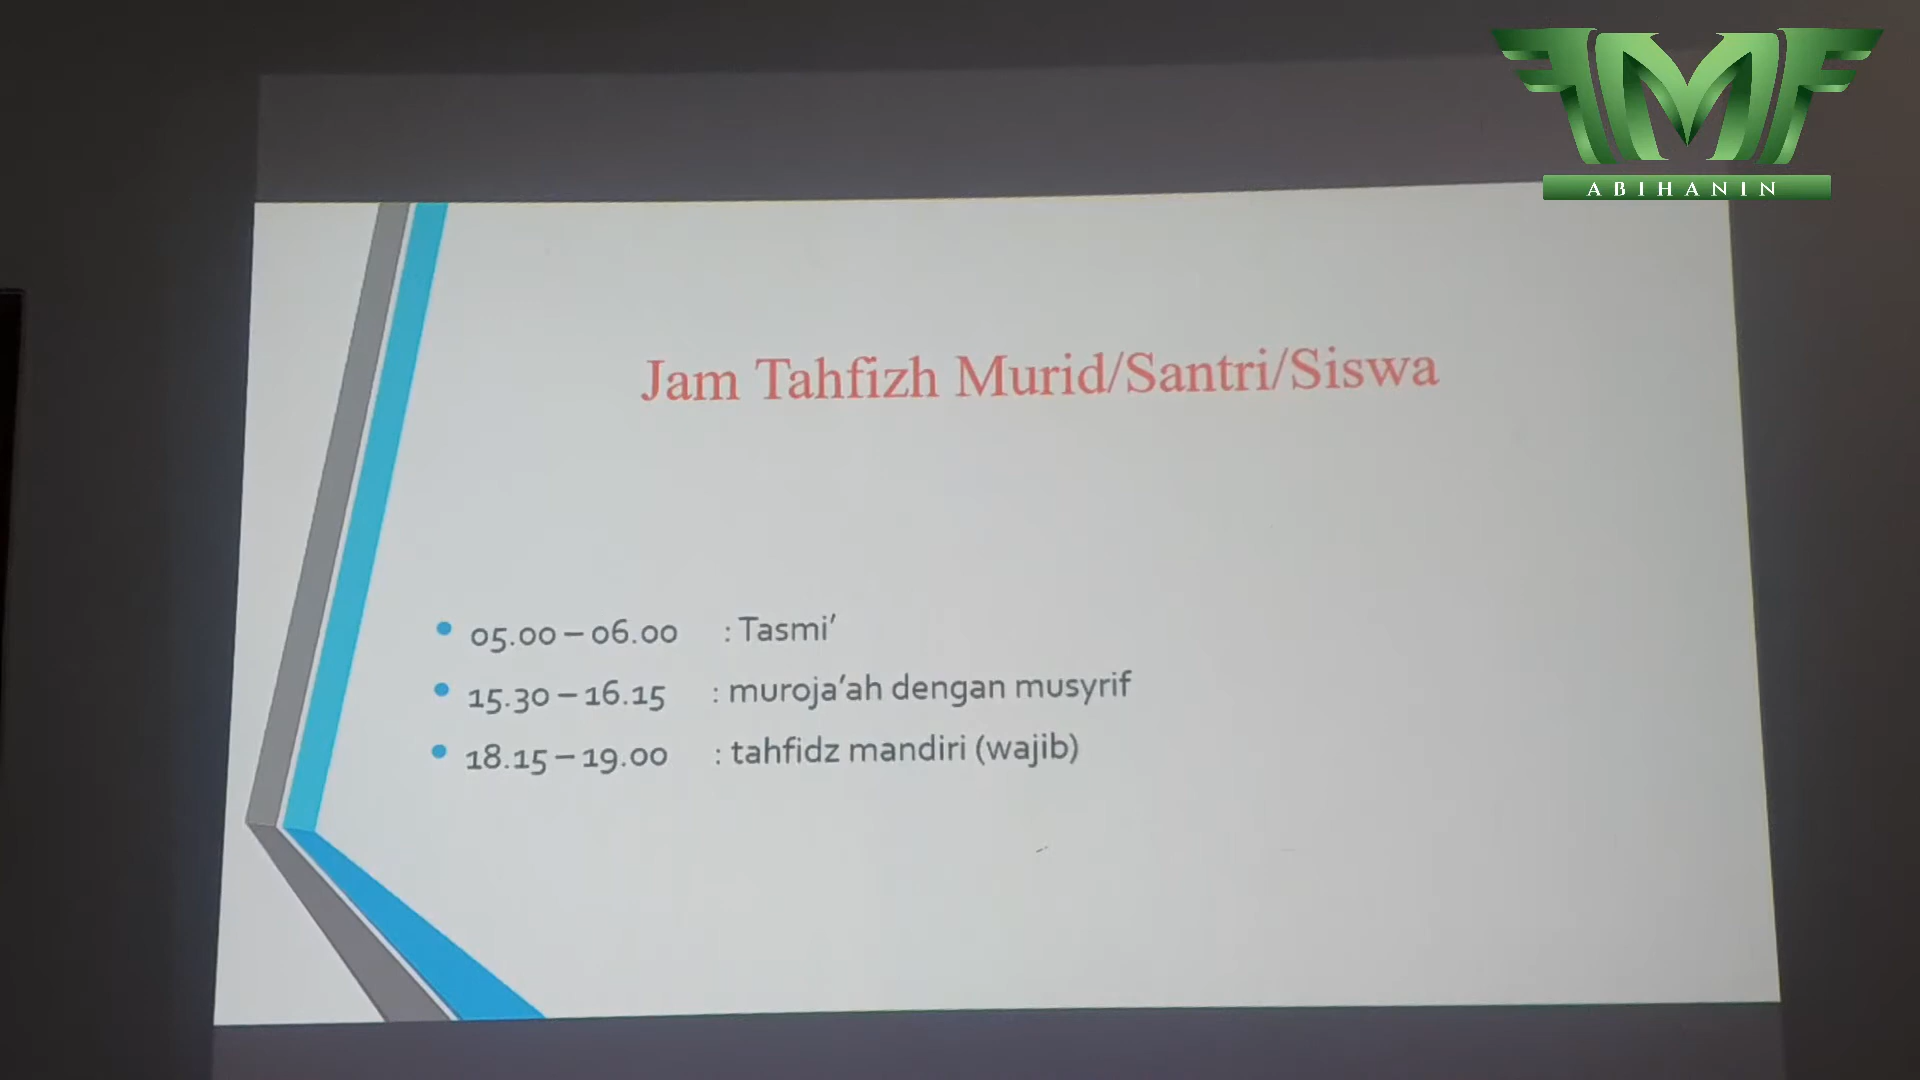 ABIHANIN
Jam Tahfizh Murid/Santri/Siswa
• 05.00 – 06.00 : Tasmi’
• 15.30 – 16.15 : muroja’ah dengan musyrif
• 18.15 – 19.00 : tahfidz mandiri (wajib)